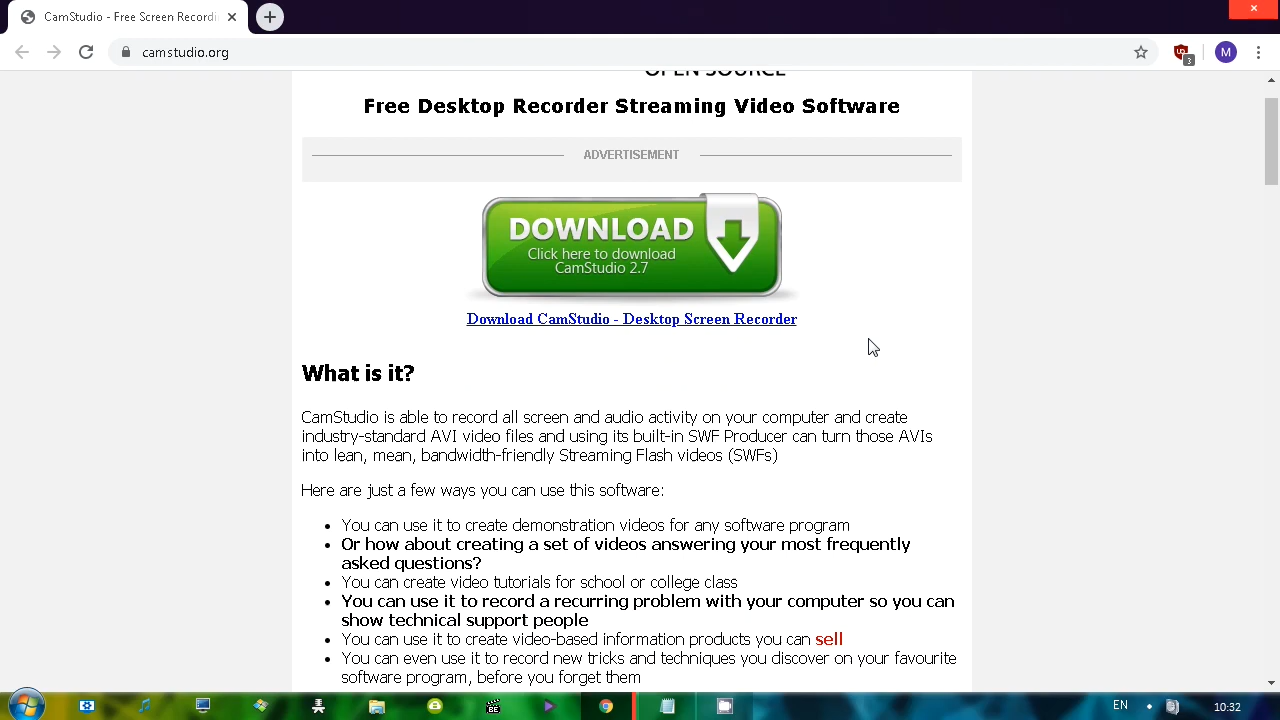 CamStudio - Free Screen Recordi
camstudio.org
3
M
OPEN SOURCE
Free Desktop Recorder Streaming Video Software
ADVERTISEMENT
DOWNLOAD
Click here to download
CamStudio 2.7
Download CamStudio - Desktop Screen Recorder
What is it?
CamStudio is able to record all screen and audio activity on your computer and create
industry-standard AVI video files and using its built-in SWF Producer can turn those AVIs
into lean, mean, bandwidth-friendly Streaming Flash videos (SWFs)
Here are just a few ways you can use this software:
• You can use it to create demonstration videos for any software program
• Or how about creating a set of videos answering your most frequently
asked questions?
• You can create video tutorials for school or college class
• You can use it to record a recurring problem with your computer so you can
show technical support people
• You can use it to create video-based information products you can sell
• You can even use it to record new tricks and techniques you discover on your favourite
software program, before you forget them
BE
EN
10:32